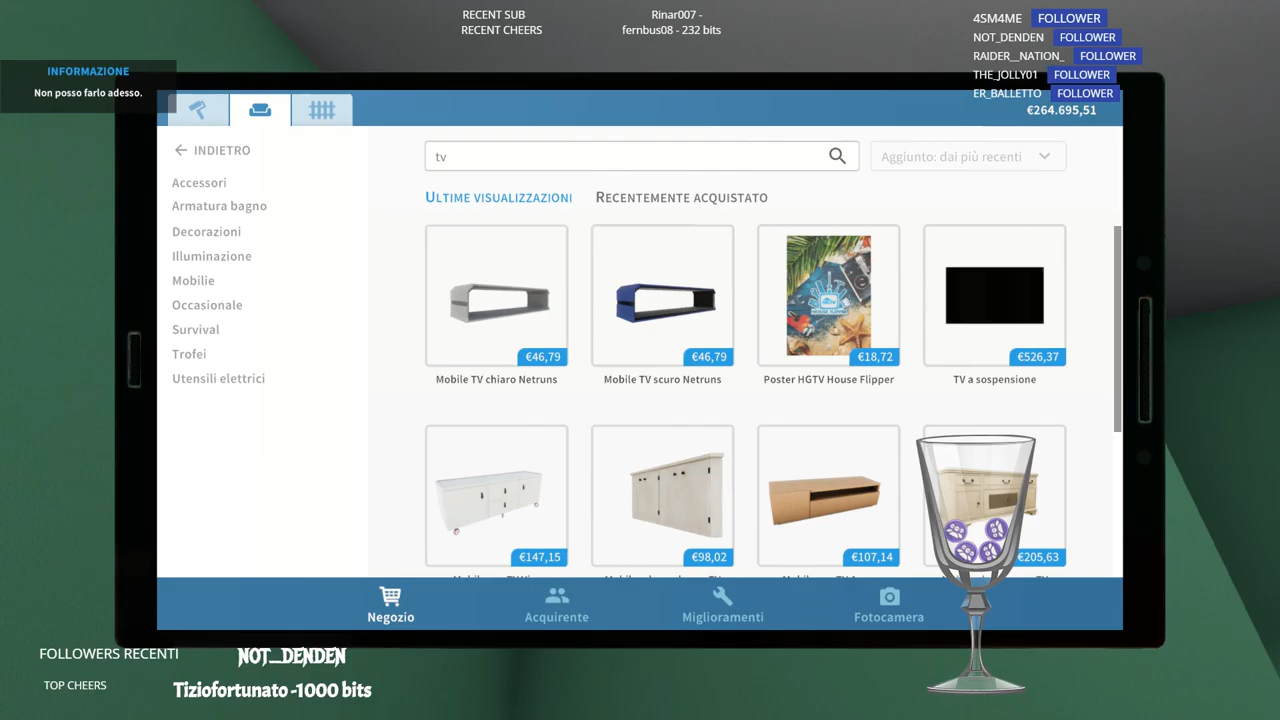 RECENT SUB
Rinar007 -
RECENT CHEERS
fernbus08 - 232 bits
4SM4ME FOLLOWER
NOT_DENDEN FOLLOWER
RAIDER__NATION_ FOLLOWER
THE_JOLLY01 FOLLOWER
ER_BALLETTO FOLLOWER
INFORMAZIONE
Non posso farlo adesso.
€264.695,51
INDIETRO
Accessori
Armatura bagno
Decorazioni
Illuminazione
Mobilie
Occasionale
Survival
Trofei
Utensili elettrici
tv
Aggiunto: dai più recenti
ULTIME VISUALIZZAZIONI
RECENTEMENTE ACQUISTATO
HOUSE FLIPPER
€46,79
€46,79
€18,72
€526,37
Mobile TV chiaro Netruns
Mobile TV scuro Netruns
Poster HGTV House Flipper
TV a sospensione
€147,15
€98,02
€107,14
€205,63
Negozio
Acquirente
Miglioramenti
Fotocamera
FOLLOWERS RECENTI
NOT_DENDEN
TOP CHEERS
Tiziofortunato -1000 bits